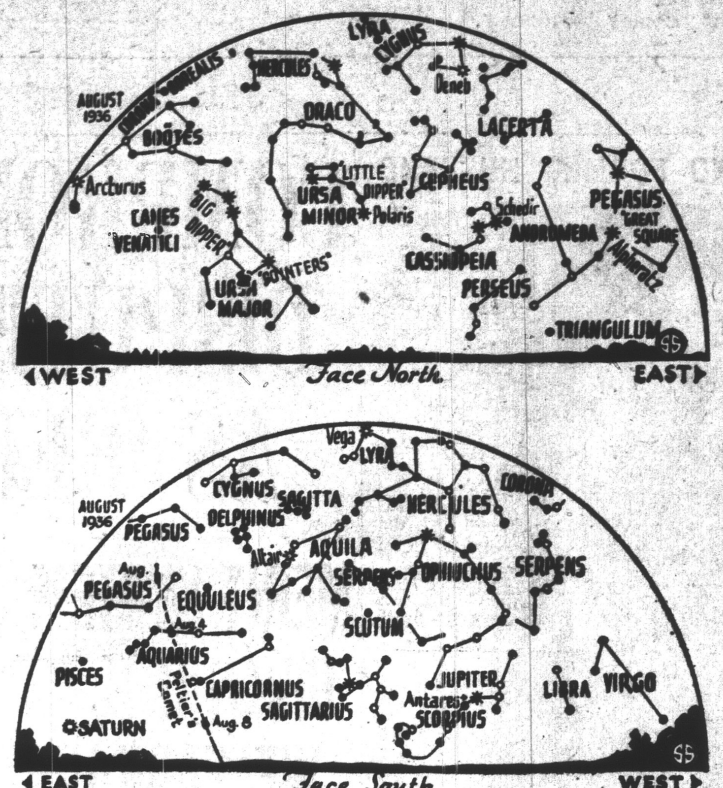 LYRA
CYGNUS
HERCULES
CORONA BOREALIS
Deneb
AUGUST
1936
DRACO
LACERTA
BOOTES
"LITTLE
DIPPER"
CEPHEUS
Arcturus
URSA
MINOR
Polaris
Schedir
PEGASUS
"GREAT
SQUARE
"BIG
DIPPER"
CANES
VENATICI
ANDROMEDA
Alpheratz
CASSIOPEIA
"POINTERS"
URSA
MAJOR
PERSEUS
TRIANGULUM
SS
WEST
Face North
EAST
Vega
LYRA
CYGNUS
SAGITTA
HERCULES
CORONA
AUGUST
1936
PEGASUS
DELPHINUS
Altair
AQUILA
SERPENS
OPHIUCHUS
SERPENS
Aug. 1
PEGASUS
EQUULEUS
Aug. 4
SCUTUM
AQUARIUS
PISCES
CAPRICORNUS
Peltier's
Comet
SAGITTARIUS
JUPITER
Antares
SCORPIUS
LIBRA
VIRGO
SATURN
Aug. 8
SS
EAST
Face South
WEST